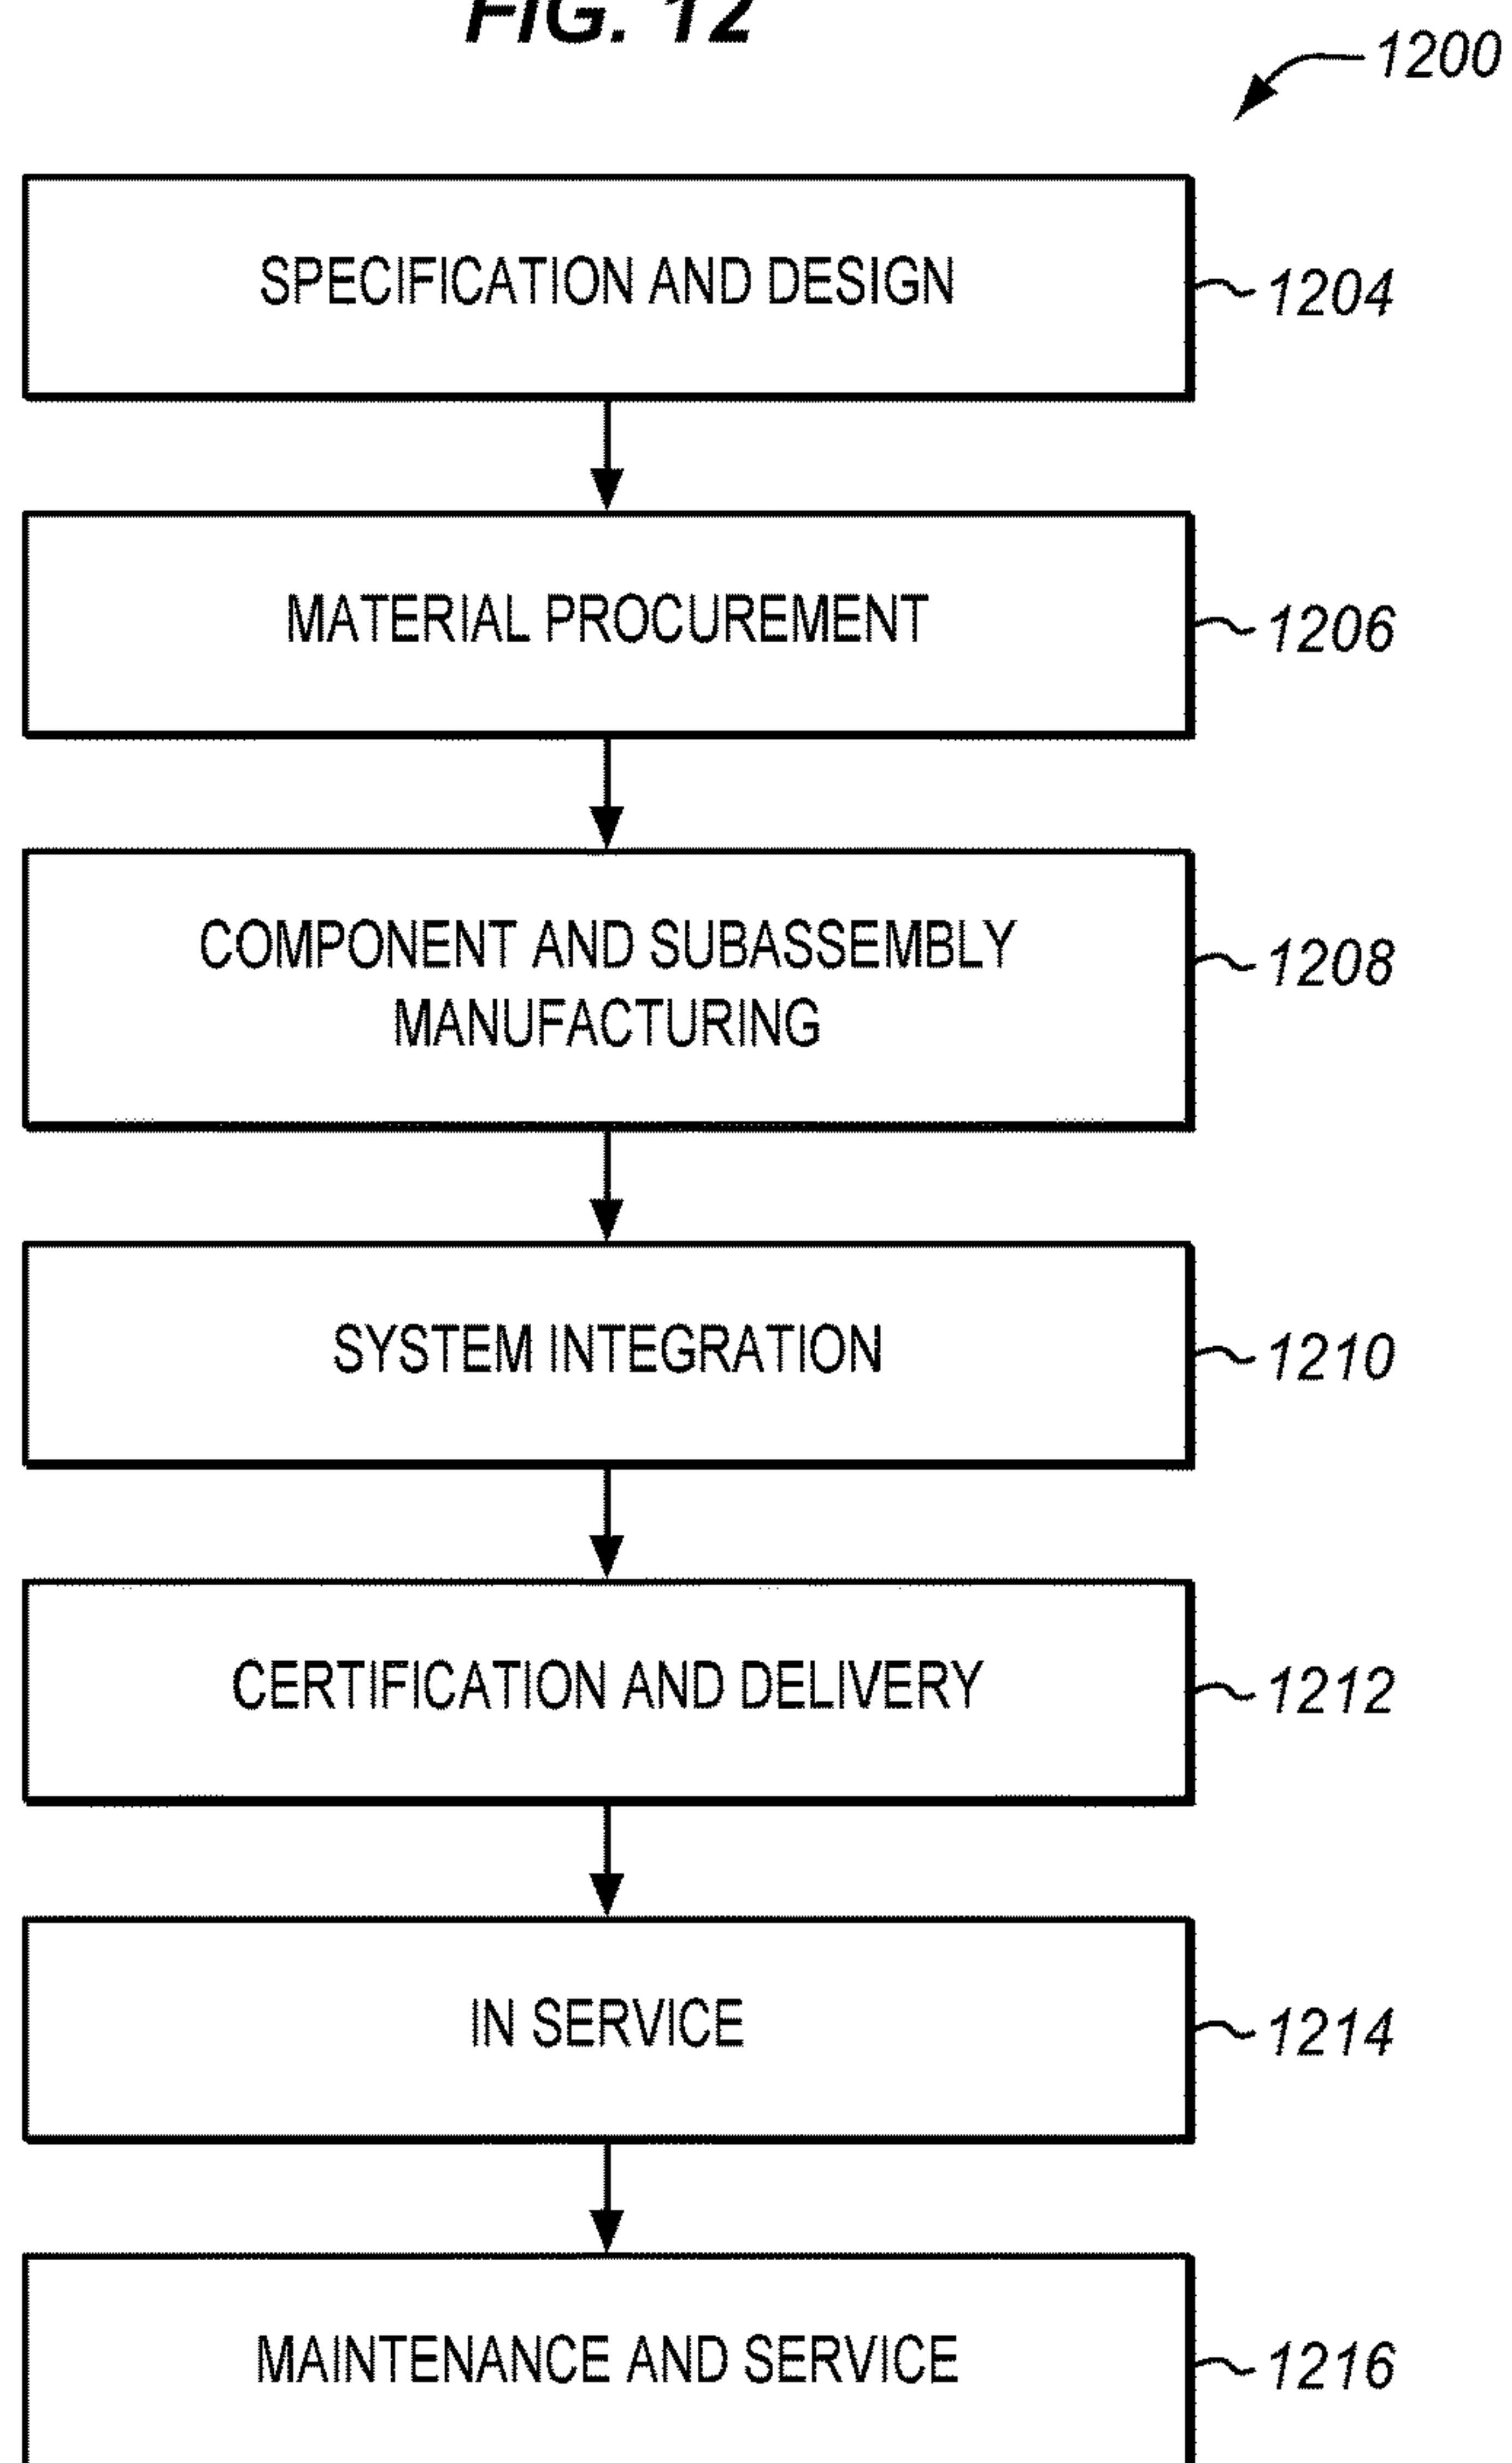 FIG. 12
1200
SPECIFICATION AND DESIGN
1204
MATERIAL PROCUREMENT
1206
COMPONENT AND SUBASSEMBLY
MANUFACTURING
1208
SYSTEM INTEGRATION
1210
CERTIFICATION AND DELIVERY
1212
IN SERVICE
1214
MAINTENANCE AND SERVICE
1216